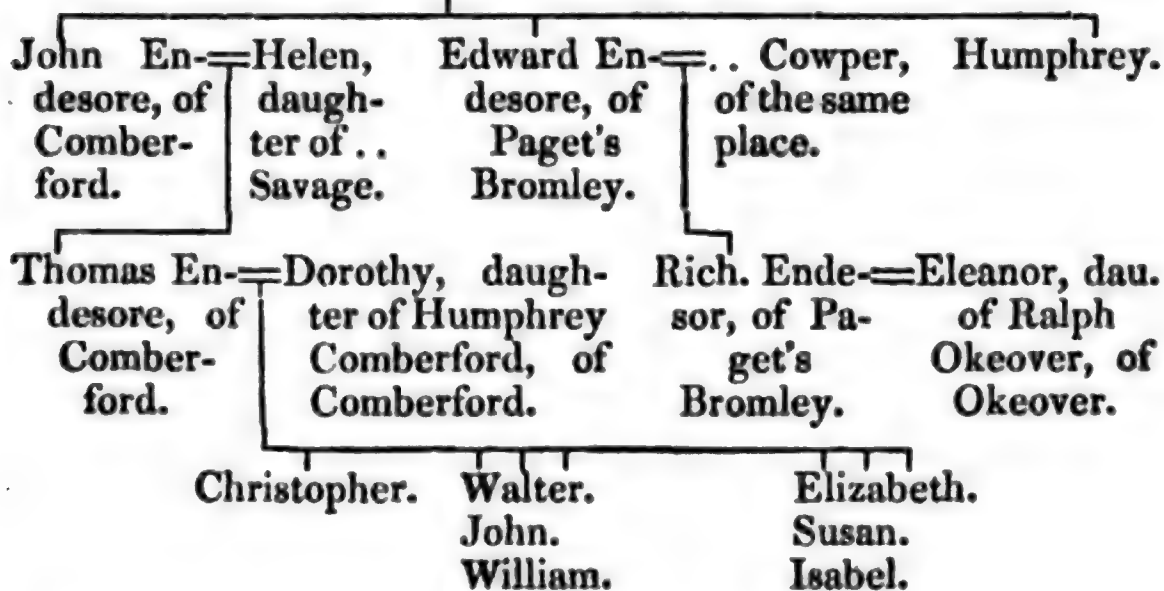 John En-=Helen, Edward En-=.. Cowper, Humphrey.
desore, of daugh- desore, of of the same
Comber- ter of .. Paget's place.
ford. Savage. Bromley.
Thomas En-=Dorothy, daugh- Rich. Ende-=Eleanor, dau.
desore, of ter of Humphrey sor, of Pa- of Ralph
Comber- Comberford, of get's Okeover, of
ford. Comberford. Bromley. Okeover.
Christopher. Walter. Elizabeth.
John. Susan.
William. Isabel.